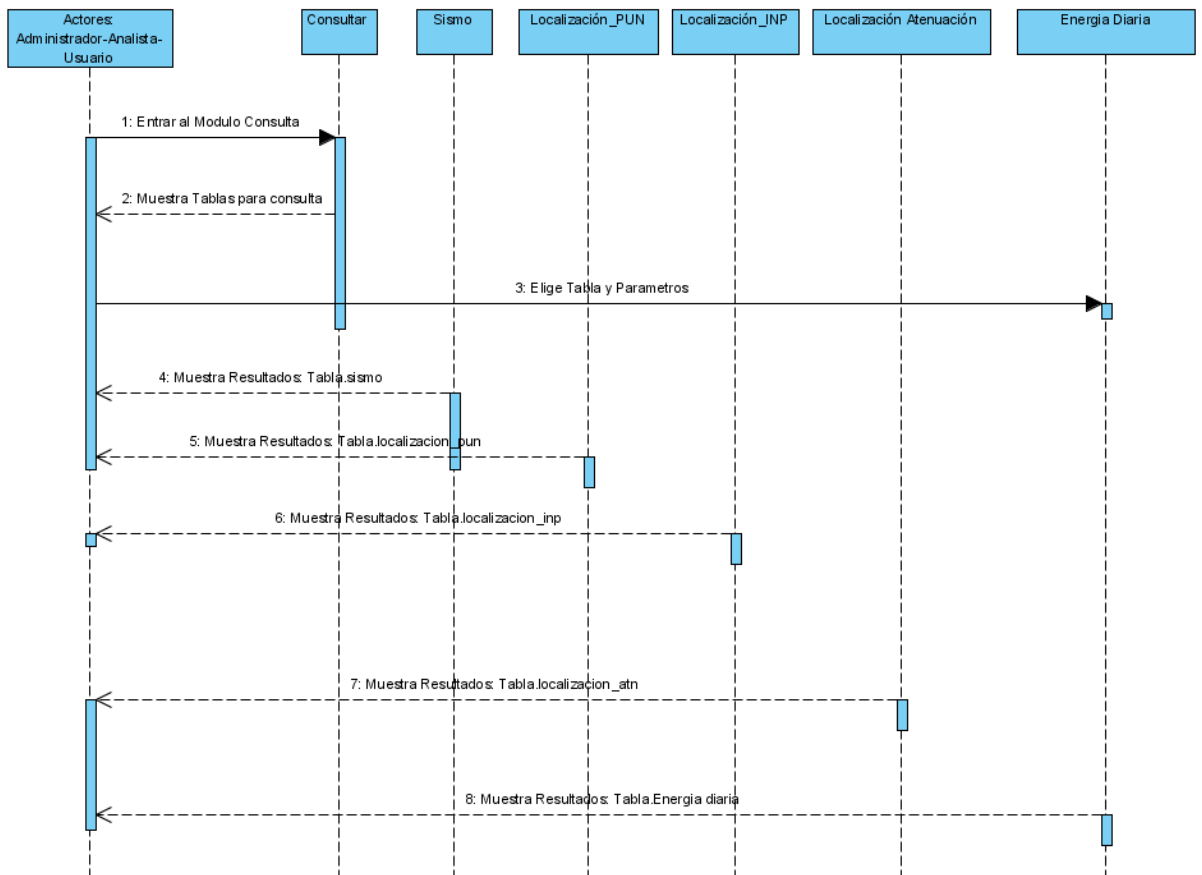 Actores:
Administrador-Analista-
Usuario
Consultar
Sismo
Localización_PUN
Localización_INP
Localización Atenuación
Energia Diaria
1: Entrar al Modulo Consulta
2: Muestra Tablas para consulta
3: Elige Tabla y Parametros
4: Muestra Resultados: Tabla.sismo
5: Muestra Resultados: Tabla.localizacion_pun
6: Muestra Resultados: Tabla.localizacion_inp
7: Muestra Resultados: Tabla.localizacion_atn
8: Muestra Resultados: Tabla.Energia diaria